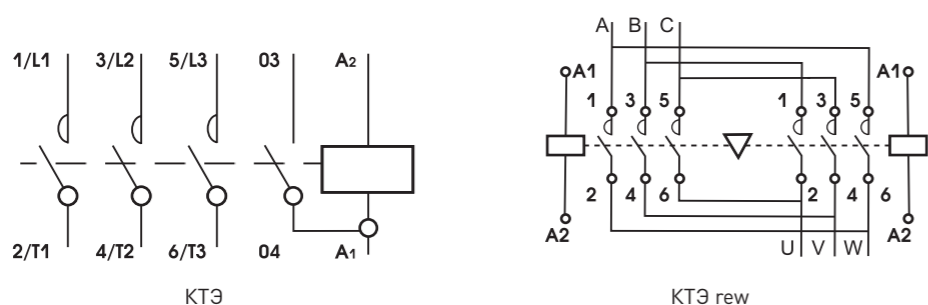 1/L1 3/L2 5/L3 03 A2
2/T1 4/T2 6/T3 04 A1
КТЭ
A B C
A1 A1
1 3 5 1 3 5
2 4 6 2 4 6
A2 A2
U V W
КТЭ rew